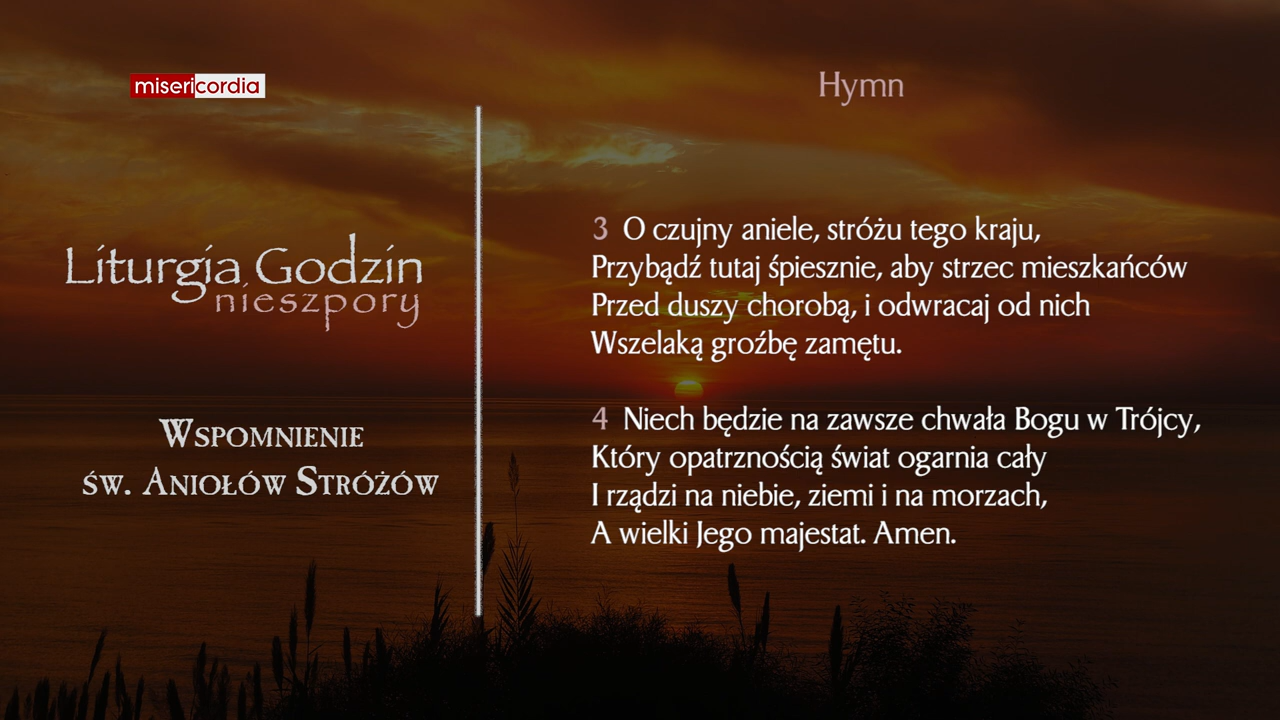 misericordia
Hymn
Liturgia Godzin
nieszpory
Wspomnienie
św. Aniołów Stróżów
3 O czujny aniele, stróżu tego kraju,
Przybądź tutaj śpiesznie, aby strzec mieszkańców
Przed duszy chorobą, i odwracaj od nich
Wszelaką groźbę zamętu.
4 Niech będzie na zawsze chwała Bogu w Trójcy,
Który opatrznością świat ogarnia cały
I rządzi na niebie, ziemi i na morzach,
A wielki Jego majestat. Amen.